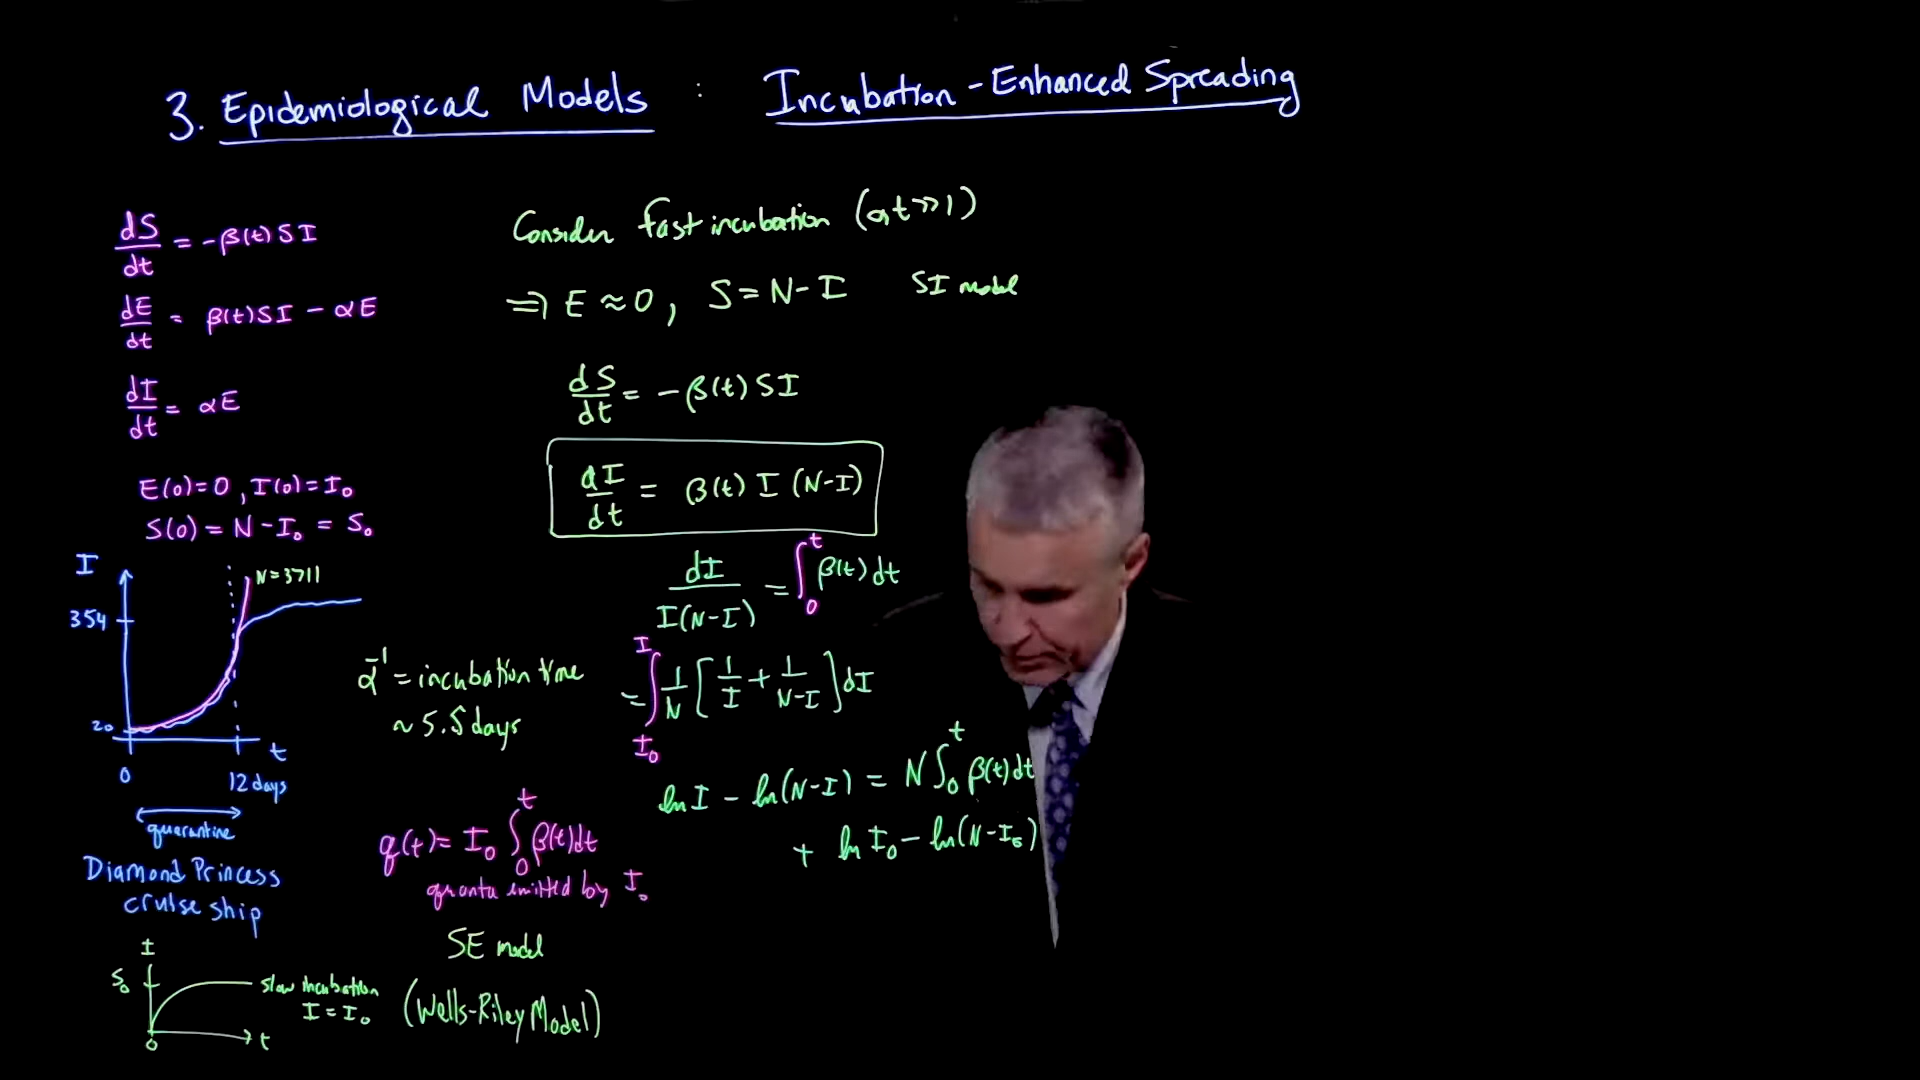 3. Epidemiological Models : Incubation-Enhanced Spreading
dS/dt = -β(t) S I
dE/dt = β(t) S I - αE
dI/dt = αE
E(0)=0, I(0)=I₀
S(0) = N - I₀ = S₀
I
N=3711
354
20
t
0
12 days
quarantine
Diamond Princess
cruise ship
I
S₀
slow incubation
I = I₀
0
t
α⁻¹ = incubation time
~ 5.5 days
q(t) = I₀ ∫₀ᵗ β(t)dt
quanta emitted by I₀
SE model
(Wells-Riley Model)
Consider fast incubation (αt >> 1)
⇒ E ≈ 0, S = N - I SI model
dS/dt = -β(t) S I
dI/dt = β(t) I (N-I)
dI/I(N-I) = ∫₀ᵗ β(t) dt
= ∫_{I₀}^{I} 1/N [1/I + 1/N-I] dI
ln I - ln(N-I) = N ∫₀ᵗ β(t)dt
+ ln I₀ - ln(N-I₀)